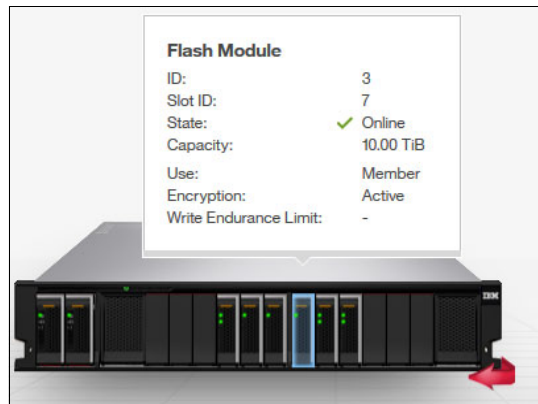 Flash Module
ID: 3
Slot ID: 7
State: Online
Capacity: 10.00 TiB
Use: Member
Encryption: Active
Write Endurance Limit: -
IBM